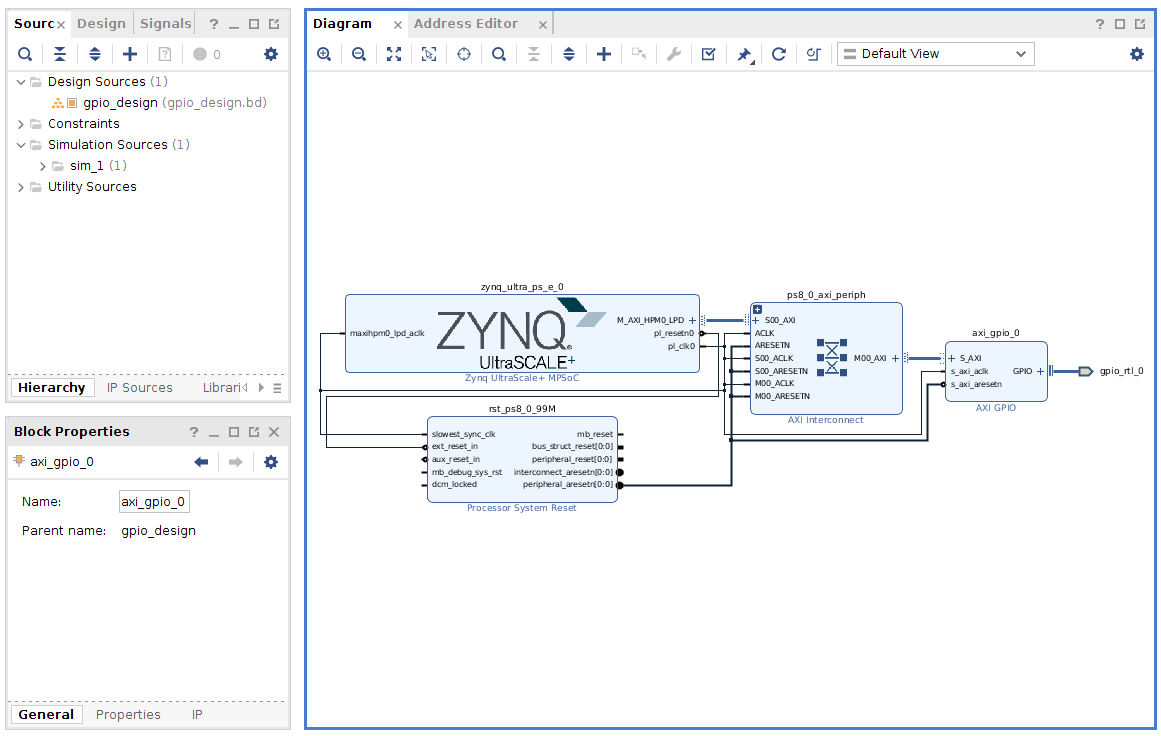 Sourc
Design
Signals
?
0
Design Sources (1)
gpio_design (gpio_design.bd)
Constraints
Simulation Sources (1)
sim_1 (1)
Utility Sources
Hierarchy
IP Sources
Librari
Block Properties
?
axi_gpio_0
Name:
axi_gpio_0
Parent name:
gpio_design
General
Properties
IP
Diagram
Address Editor
?
Default View
zynq_ultra_ps_e_0
maxihpm0_lpd_aclk
ZYNQ
UltraSCALE+
M_AXI_HPM0_LPD
pl_resetn0
pl_clk0
Zynq UltraScale+ MPSoC
rst_ps8_0_99M
slowest_sync_clk
ext_reset_in
aux_reset_in
mb_debug_sys_rst
dcm_locked
mb_reset
bus_struct_reset[0:0]
peripheral_reset[0:0]
interconnect_aresetn[0:0]
peripheral_aresetn[0:0]
Processor System Reset
ps8_0_axi_periph
S00_AXI
ACLK
ARESETN
S00_ACLK
S00_ARESETN
M00_ACLK
M00_ARESETN
M00_AXI
AXI Interconnect
axi_gpio_0
S_AXI
s_axi_aclk
s_axi_aresetn
GPIO
AXI GPIO
gpio_rtl_0